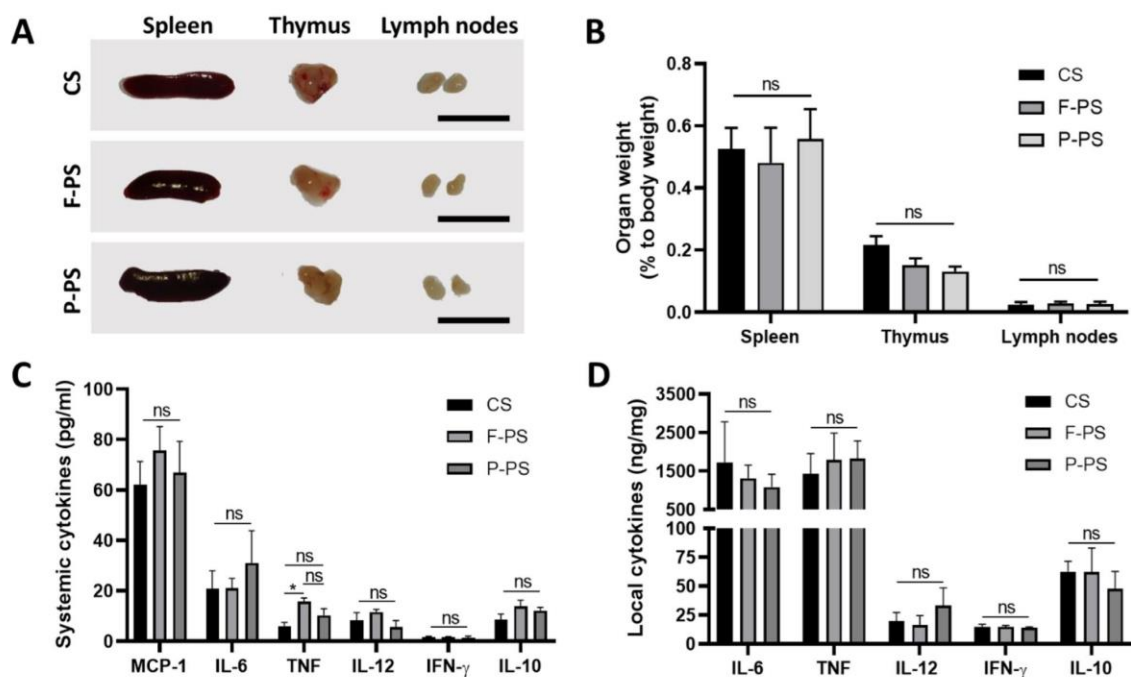 A
Spleen Thymus Lymph nodes
CS
F-PS
P-PS
B
Organ weight
(% to body weight)
0.8
0.6
0.4
0.2
0.0
ns
ns
ns
CS
F-PS
P-PS
Spleen Thymus Lymph nodes
C
Systemic cytokines (pg/ml)
100
80
60
40
20
0
ns
ns
ns
* ns
ns
ns
ns
CS
F-PS
P-PS
MCP-1 IL-6 TNF IL-12 IFN-γ IL-10
D
Local cytokines (ng/mg)
3500
2500
1500
500
100
75
50
25
0
ns
ns
ns
ns
ns
CS
F-PS
P-PS
IL-6 TNF IL-12 IFN-γ IL-10